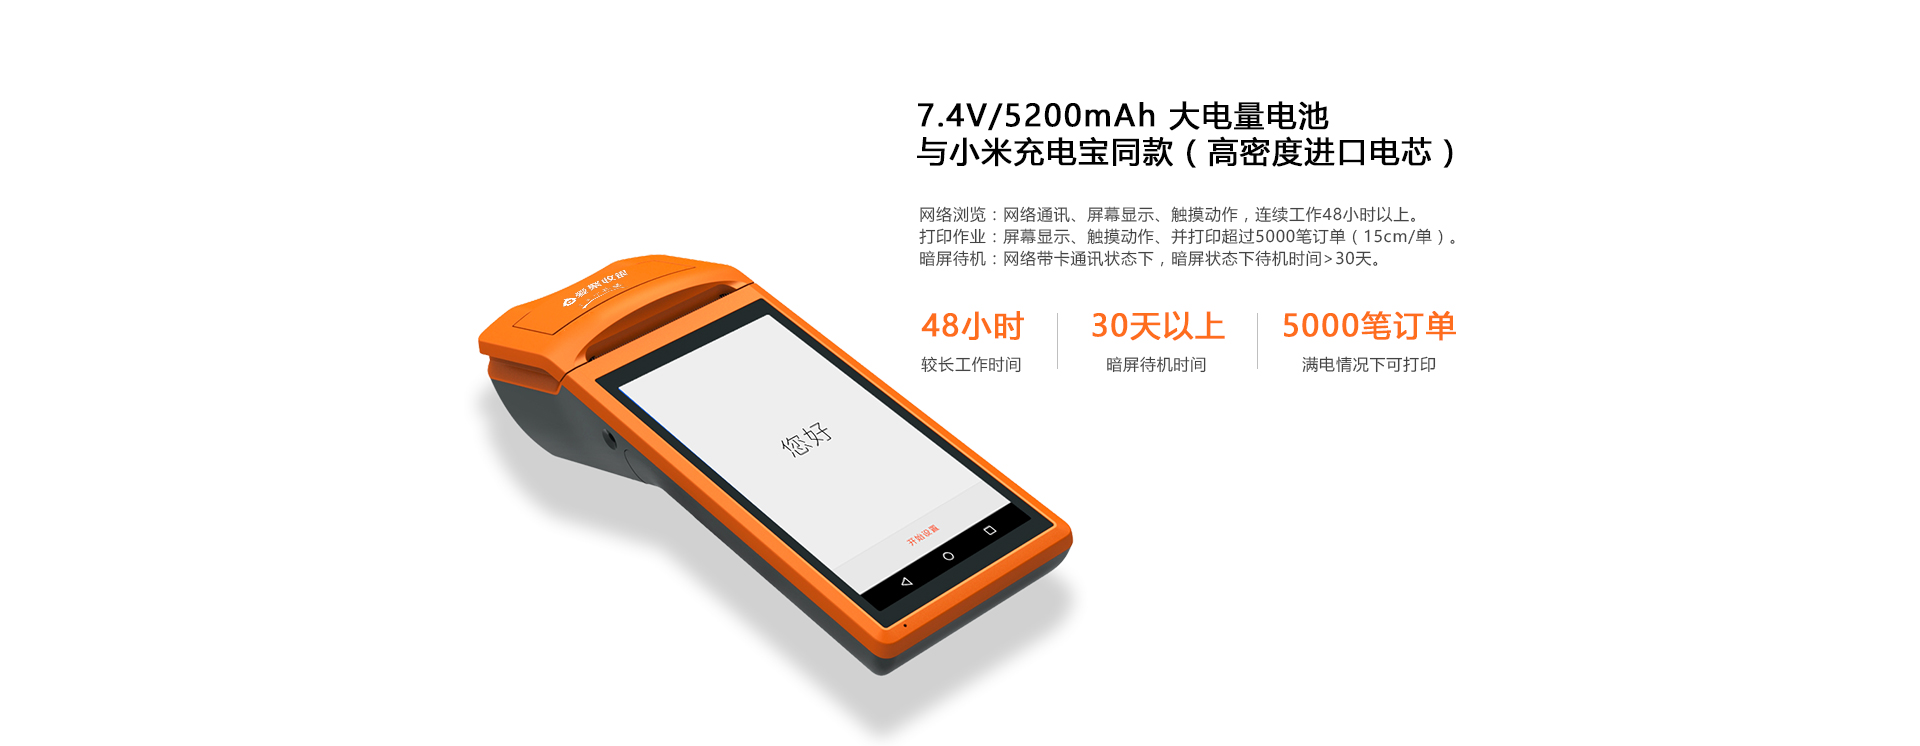 7.4V/5200mAh 大电量电池
与小米充电宝同款（高密度进口电芯）
网络浏览：网络通讯、屏幕显示、触摸动作，连续工作48小时以上。
打印作业：屏幕显示、触摸动作、并打印超过5000笔订单（15cm/单）。
暗屏待机：网络带卡通讯状态下，暗屏状态下待机时间>30天。
48小时
30天以上
5000笔订单
较长工作时间
暗屏待机时间
满电情况下可打印
您好
开始设置